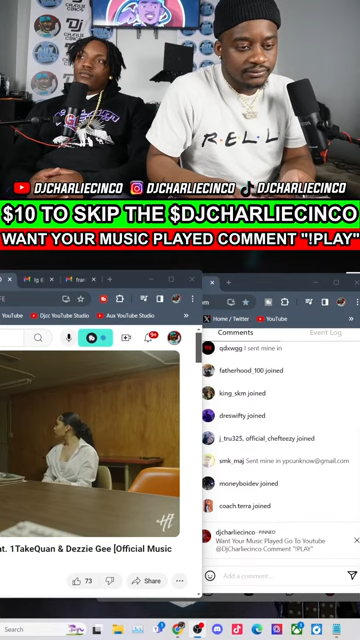 R·E·L·L
DJCHARLIECINCO DJCHARLIECINCO DJCHARLIECINCO
$10 TO SKIP THE $DJCHARLIECINCO
WANT YOUR MUSIC PLAYED COMMENT "!PLAY"
YouTube
Djcc YouTube Studio
Aux YouTube Studio
9+
at. 1TakeQuan & Dezzie Gee [Official Music
73
Share
Home / Twitter
YouTube
Comments
Event Log
qdxwgg I sent mine in
fatherhood_100 joined
king_skm joined
dreswifty joined
j_tru325, official_chefteezy joined
smk_maj Sent mine in ypcunknow@gmail.com
moneyboidev joined
coach.terra joined
djcharliecinco · PINNED
Want Your Music Played Go To Youtube
@DjCharliecinco Comment "!PLAY"
Add a comment...
Search